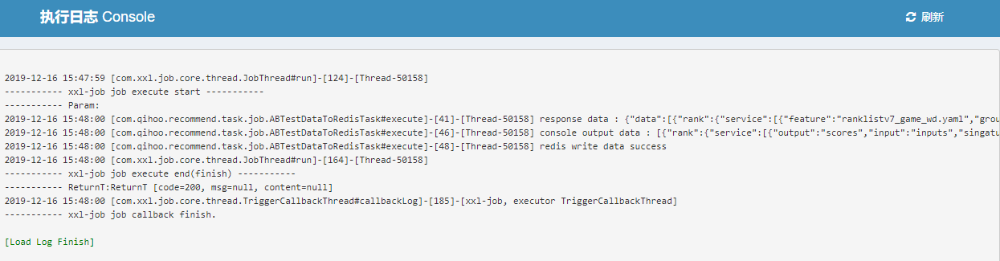 执行日志 Console
刷新
2019-12-16 15:47:59 [com.xxl.job.core.thread.JobThread#run]-[124]-[Thread-50158]
----------- xxl-job job execute start -----------
----------- Param:
2019-12-16 15:48:00 [com.qihoo.recommend.task.job.ABTestDataToRedisTask#execute]-[41]-[Thread-50158] response data : {"data":[{"rank":{"service":[{"feature":"ranklistv7_game_wd.yaml","grou
2019-12-16 15:48:00 [com.qihoo.recommend.task.job.ABTestDataToRedisTask#execute]-[46]-[Thread-50158] console output data : [{"rank":{"service":[{"output":"scores","input":"inputs","singatu
2019-12-16 15:48:00 [com.qihoo.recommend.task.job.ABTestDataToRedisTask#execute]-[48]-[Thread-50158] redis write data success
2019-12-16 15:48:00 [com.xxl.job.core.thread.JobThread#run]-[164]-[Thread-50158]
----------- xxl-job job execute end(finish) -----------
----------- ReturnT:ReturnT [code=200, msg=null, content=null]
2019-12-16 15:48:00 [com.xxl.job.core.thread.TriggerCallbackThread#callbackLog]-[185]-[xxl-job, executor TriggerCallbackThread]
----------- xxl-job job callback finish.
[Load Log Finish]